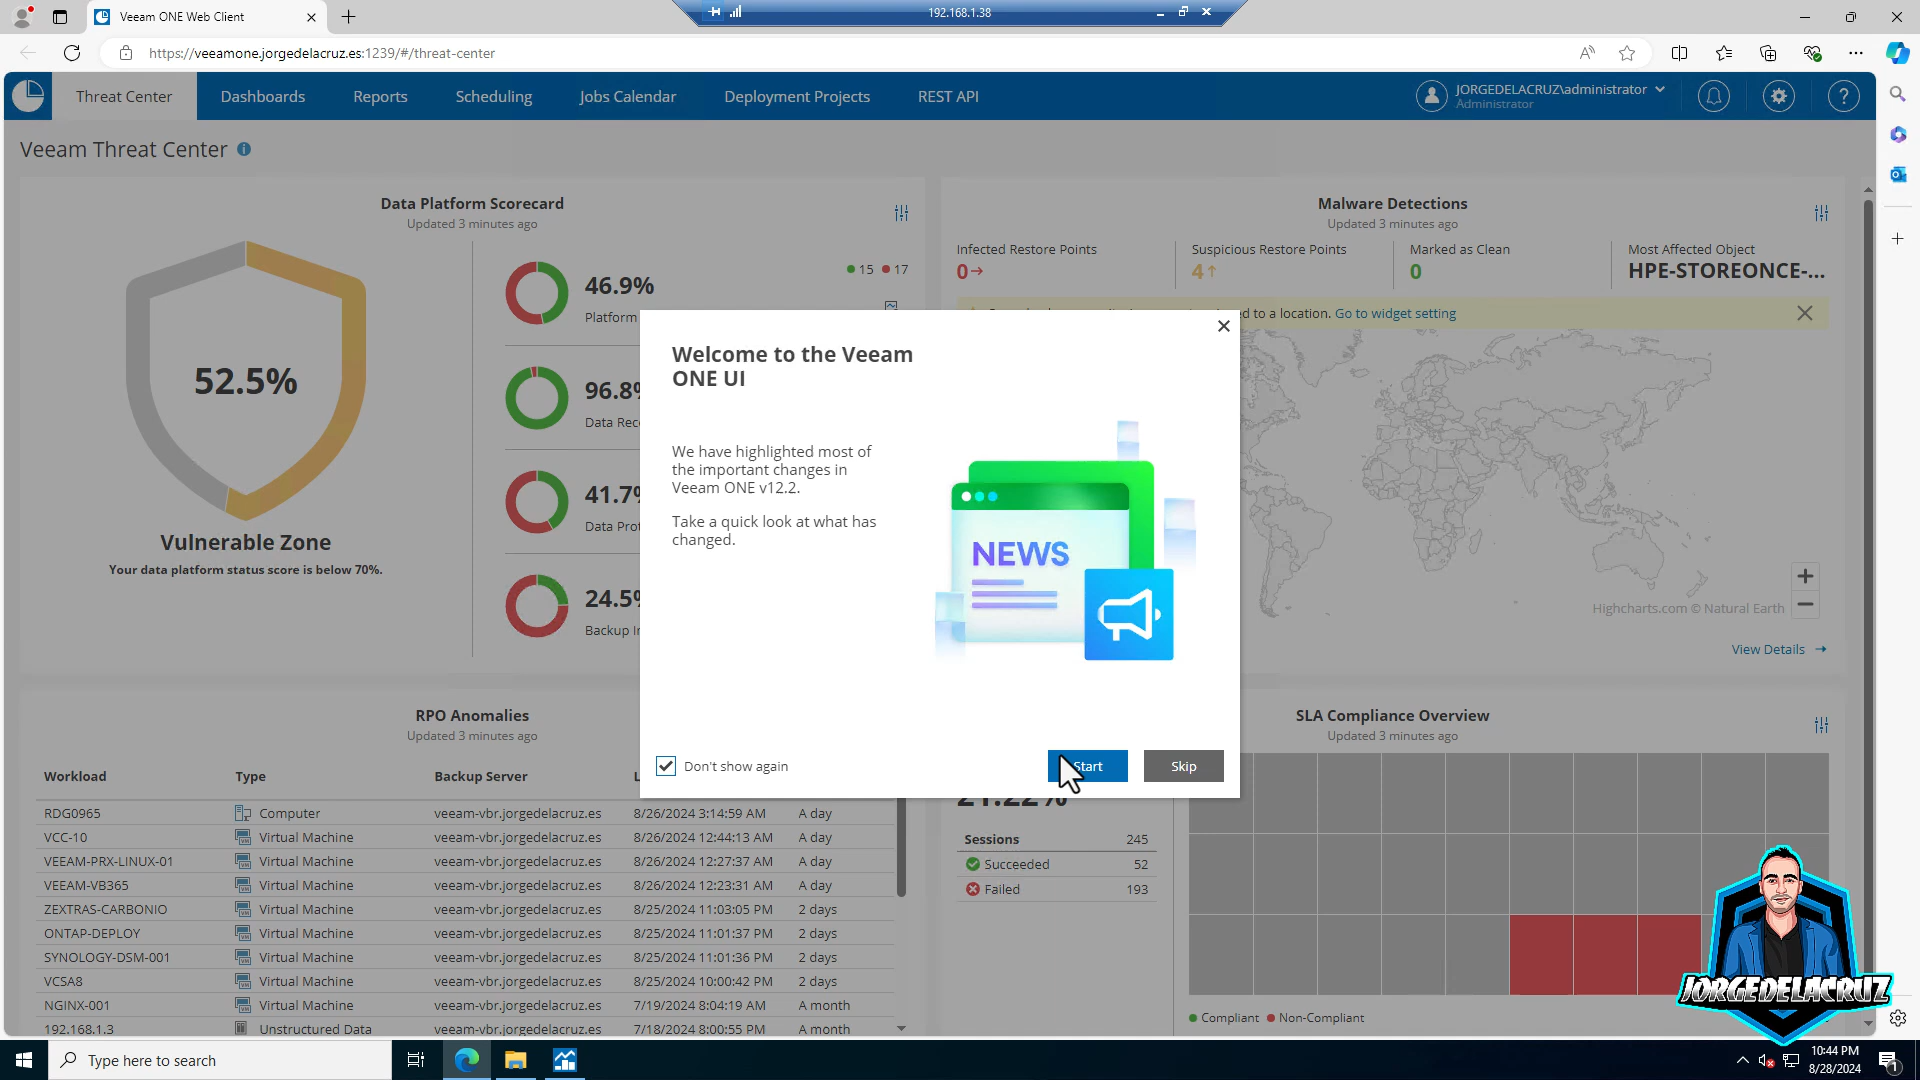 Veeam ONE Web Client
192.168.1.38
https://veeamone.jorgedelacruz.es:1239/#/threat-center
Threat Center
Dashboards
Reports
Scheduling
Jobs Calendar
Deployment Projects
REST API
JORGEDELACRUZ\administrator
Administrator
Veeam Threat Center
Data Platform Scorecard
Updated 3 minutes ago
52.5%
Vulnerable Zone
Your data platform status score is below 70%.
46.9%
15 17
Platform
96.8%
Data Rec
41.7%
Data Pro
24.5%
Backup I
Malware Detections
Updated 3 minutes ago
Infected Restore Points
0
Suspicious Restore Points
4
Marked as Clean
0
Most Affected Object
HPE-STOREONCE-...
ed to a location. Go to widget setting
Highcharts.com © Natural Earth
View Details
Welcome to the Veeam
ONE UI
We have highlighted most of
the important changes in
Veeam ONE v12.2.
Take a quick look at what has
changed.
NEWS
Don't show again
Start
Skip
RPO Anomalies
Updated 3 minutes ago
Workload Type Backup Server L
RDG0965 Computer veeam-vbr.jorgedelacruz.es 8/26/2024 3:14:59 AM A day
VCC-10 Virtual Machine veeam-vbr.jorgedelacruz.es 8/26/2024 12:44:13 AM A day
VEEAM-PRX-LINUX-01 Virtual Machine veeam-vbr.jorgedelacruz.es 8/26/2024 12:27:37 AM A day
VEEAM-VB365 Virtual Machine veeam-vbr.jorgedelacruz.es 8/26/2024 12:23:31 AM A day
ZEXTRAS-CARBONIO Virtual Machine veeam-vbr.jorgedelacruz.es 8/25/2024 11:03:05 PM 2 days
ONTAP-DEPLOY Virtual Machine veeam-vbr.jorgedelacruz.es 8/25/2024 11:01:37 PM 2 days
SYNOLOGY-DSM-001 Virtual Machine veeam-vbr.jorgedelacruz.es 8/25/2024 11:01:36 PM 2 days
VCSA8 Virtual Machine veeam-vbr.jorgedelacruz.es 8/25/2024 10:00:42 PM 2 days
NGINX-001 Virtual Machine veeam-vbr.jorgedelacruz.es 7/19/2024 8:04:19 AM A month
192.168.1.3 Unstructured Data veeam-vbr.jorgedelacruz.es 7/18/2024 8:00:55 PM A month
SLA Compliance Overview
Updated 3 minutes ago
21.22%
Sessions 245
Succeeded 52
Failed 193
Compliant Non-Compliant
JORGEDELACRUZ
Type here to search
10:44 PM
8/28/2024
1